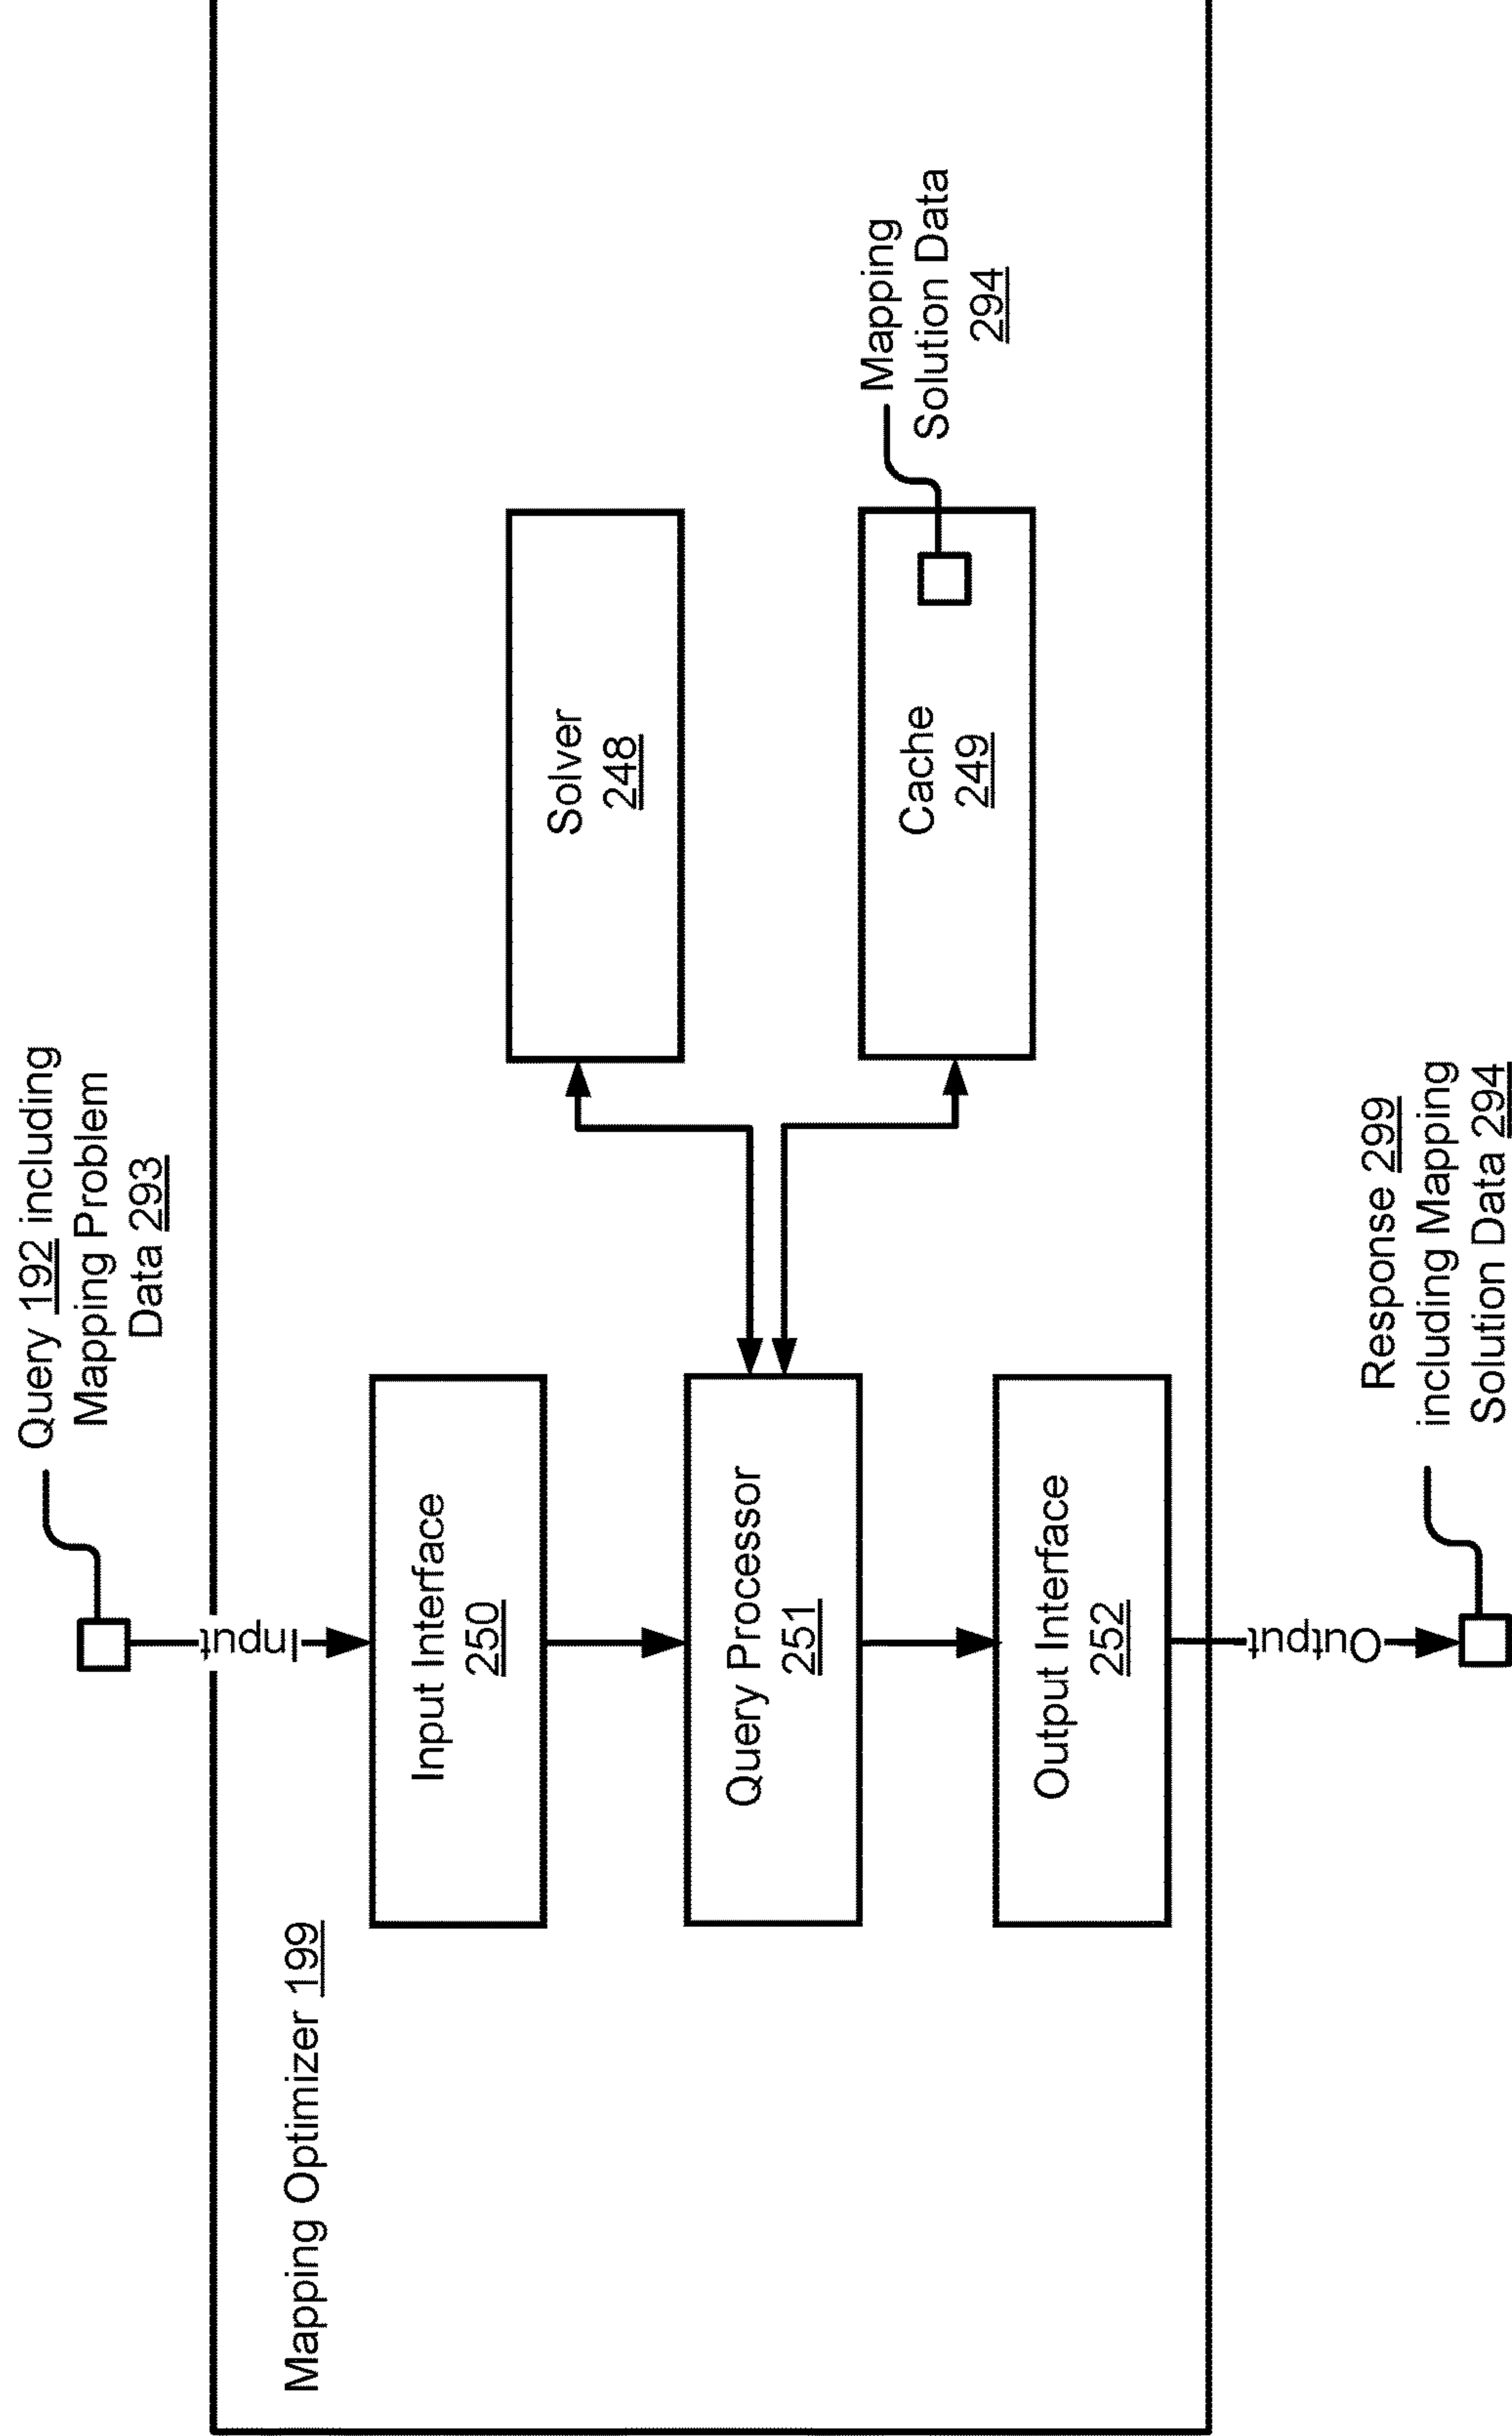 Query 192 including
Mapping Problem
Data 293
Input
Mapping Optimizer 199
Input Interface
250
Solver
248
Query Processor
251
Cache
249
Mapping
Solution Data
294
Output Interface
252
Output
Response 299
including Mapping
Solution Data 294